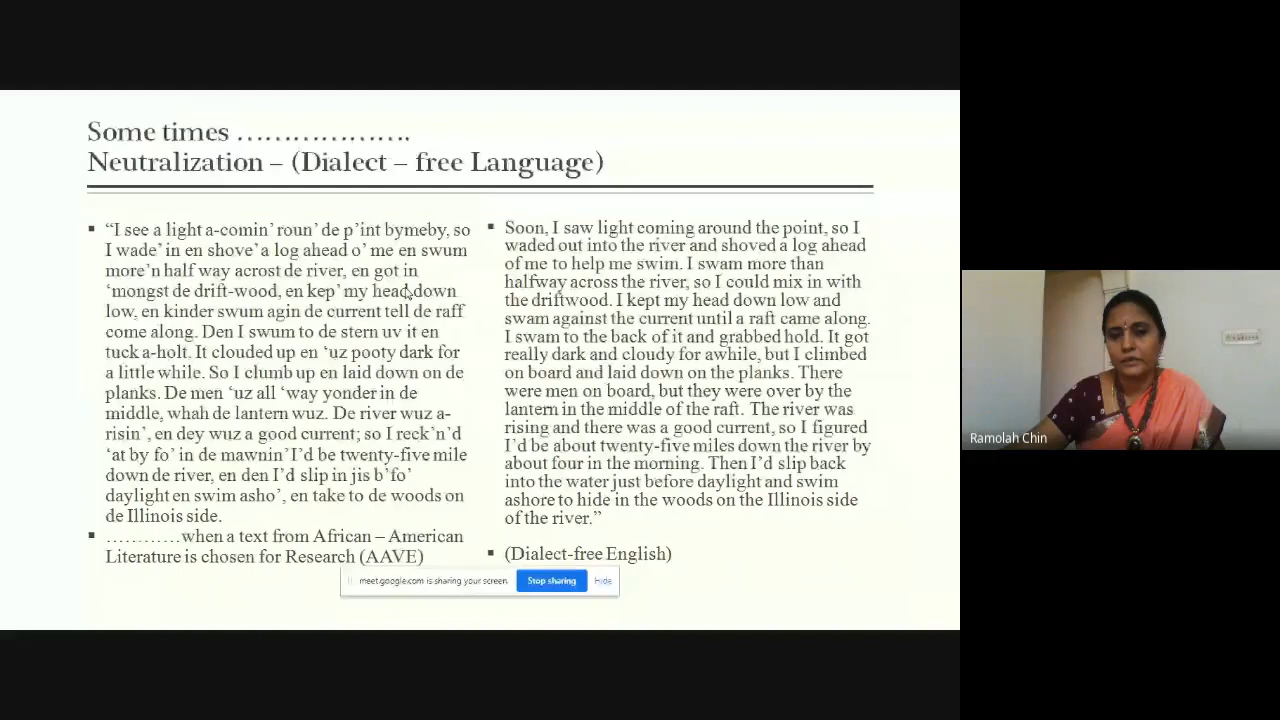 Some times ……………….
Neutralization – (Dialect – free Language)
▪ “I see a light a-comin’ roun’ de p’int bymeby, so
I wade’ in en shove’ a log ahead o’ me en swum
more’n half way acrost de river, en got in
‘mongst de drift-wood, en kep’ my head down
low, en kinder swum agin de current tell de raff
come along. Den I swum to de stern uv it en
tuck a-holt. It clouded up en ‘uz pooty dark for
a little while. So I clumb up en laid down on de
planks. De men ‘uz all ‘way yonder in de
middle, whah de lantern wuz. De river wuz a-
risin’, en dey wuz a good current; so I reck’n’d
‘at by fo’ in de mawnin’ I’d be twenty-five mile
down de river, en den I’d slip in jis b’fo’
daylight en swim asho’, en take to de woods on
de Illinois side.
▪ …………when a text from African – American
Literature is chosen for Research (AAVE)
▪ Soon, I saw light coming around the point, so I
waded out into the river and shoved a log ahead
of me to help me swim. I swam more than
halfway across the river, so I could mix in with
the driftwood. I kept my head down low and
swam against the current until a raft came along.
I swam to the back of it and grabbed hold. It got
really dark and cloudy for awhile, but I climbed
on board and laid down on the planks. There
were men on board, but they were over by the
lantern in the middle of the raft. The river was
rising and there was a good current, so I figured
I’d be about twenty-five miles down the river by
about four in the morning. Then I’d slip back
into the water just before daylight and swim
ashore to hide in the woods on the Illinois side
of the river.”
▪ (Dialect-free English)
meet.google.com is sharing your screen.
Stop sharing
Hide
Ramolah Chin